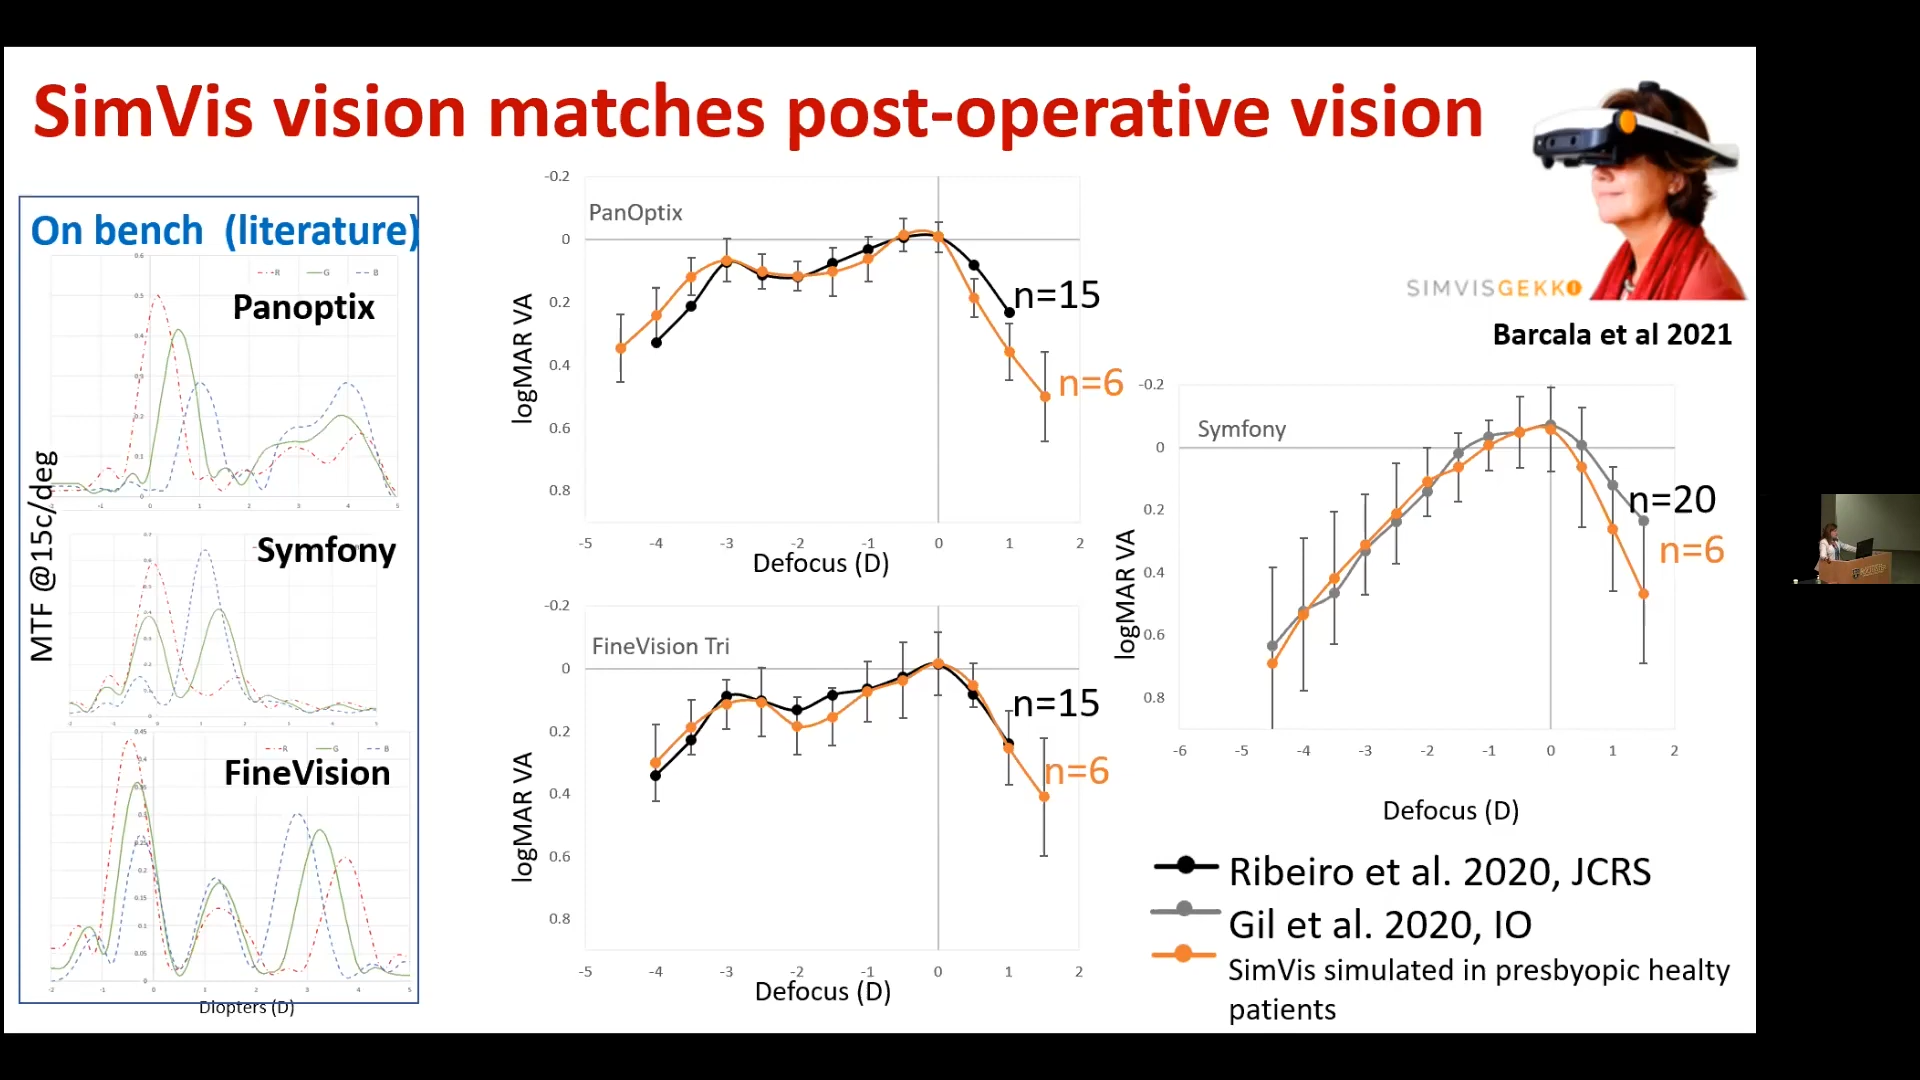 SimVis vision matches post-operative vision
On bench (literature)
R G B
Panoptix
Symfony
R G B
FineVision
MTF @15c/deg
Diopters (D)
PanOptix
-0.2
0
0.2
0.4
0.6
0.8
logMAR VA
n=15
n=6
-5 -4 -3 -2 -1 0 1 2
Defocus (D)
FineVision Tri
-0.2
0
0.2
0.4
0.6
0.8
logMAR VA
n=15
n=6
-5 -4 -3 -2 -1 0 1 2
Defocus (D)
SIMVISGEKKO
Barcala et al 2021
Symfony
-0.2
0
0.2
0.4
0.6
0.8
logMAR VA
n=20
n=6
-6 -5 -4 -3 -2 -1 0 1 2
Defocus (D)
Ribeiro et al. 2020, JCRS
Gil et al. 2020, IO
SimVis simulated in presbyopic healty
patients